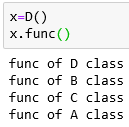 x=D()
x.func()
func of D class
func of B class
func of C class
func of A class